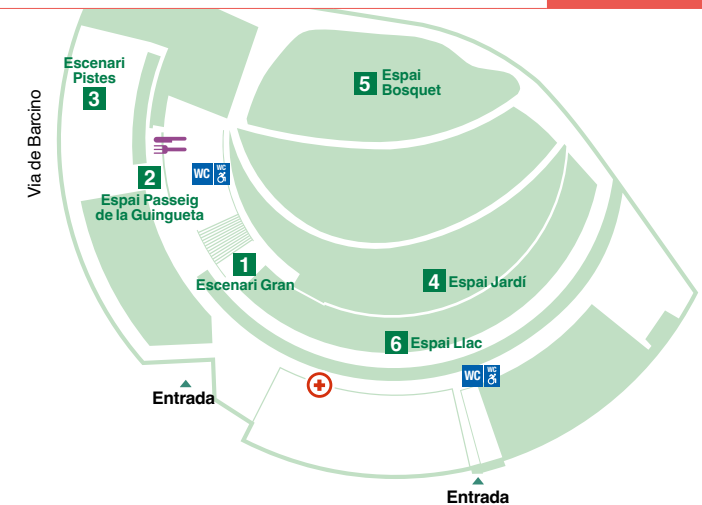 Escenari
Pistes
3
5
Espai
Bosquet
Via de Barcino
WC
WC
2
Espai Passeig
de la Guingueta
1
Escenari Gran
4
Espai Jardí
6
Espai Llac
WC
WC
Entrada
Entrada